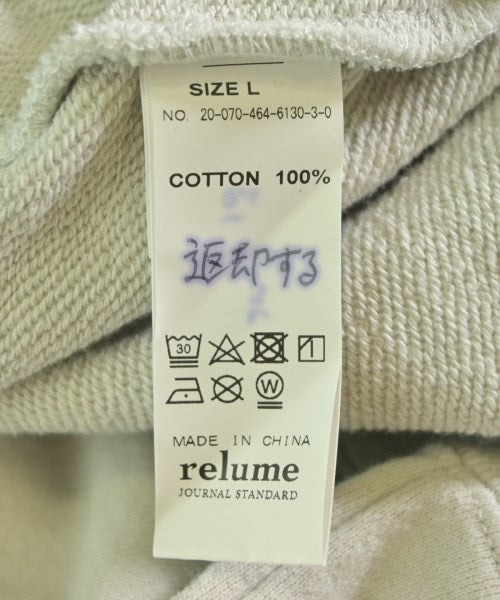 SIZE L
NO. 20-070-464-6130-3-0
COTTON 100%
返却する
30
W
MADE IN CHINA
relume
JOURNAL STANDARD